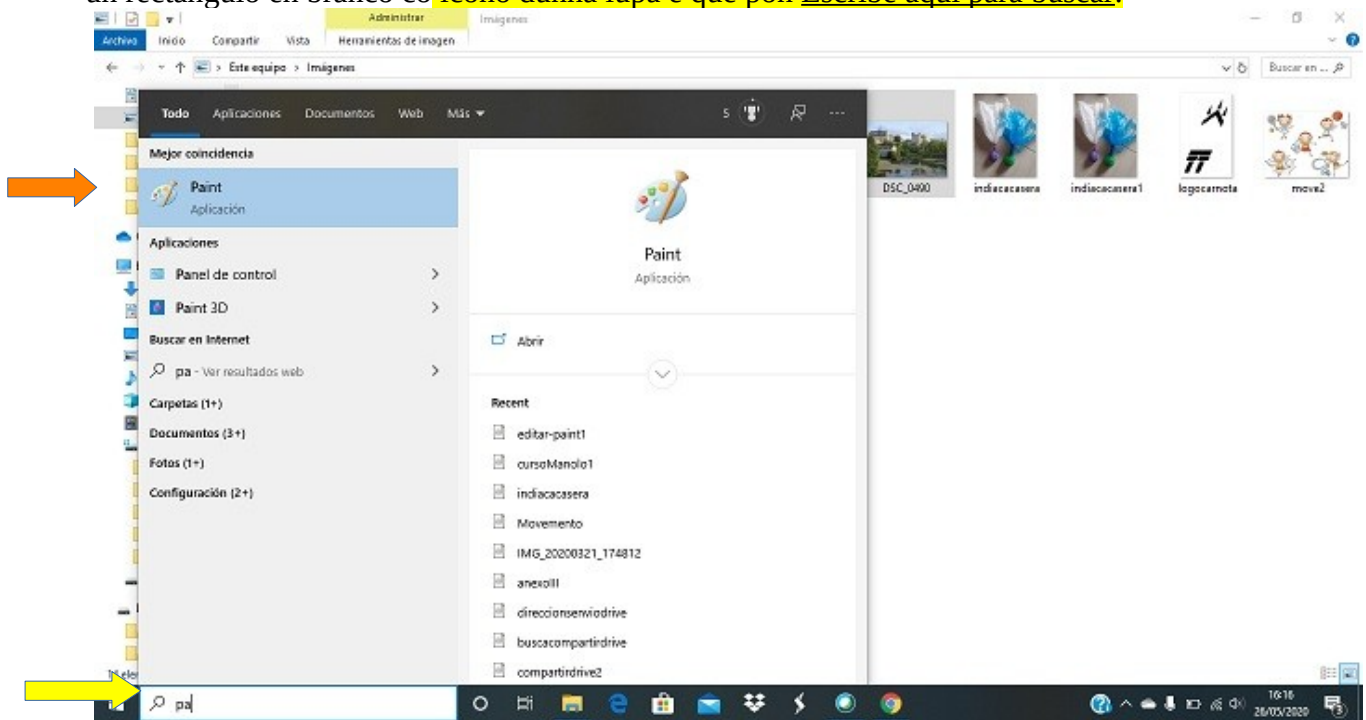 un rectángulo en branco co icono dunha lupa e que pon Escribe aquí para buscar.
Administrar
Imágenes
Archivo Inicio Compartir Vista Herramientas de imagen
Este equipo > Imágenes
Buscar en ...
Todo Aplicaciones Documentos Web Más
5
Mejor coincidencia
Paint
Aplicación
Aplicaciones
Panel de control
Paint 3D
Buscar en Internet
pa - Ver resultados web
Carpetas (1+)
Documentos (3+)
Fotos (1+)
Configuración (2+)
Paint
Aplicación
Abrir
Recent
editar-paint1
cursoManolo1
indiacacasera
Movemento
IMG_20200321_174812
anexoIII
direccionsenviodrive
buscacompartirdrive
compartirdrive2
DSC_0490
indiacacasera
indiacacasera1
logocarnota
move2
pa
16:16
26/05/2020